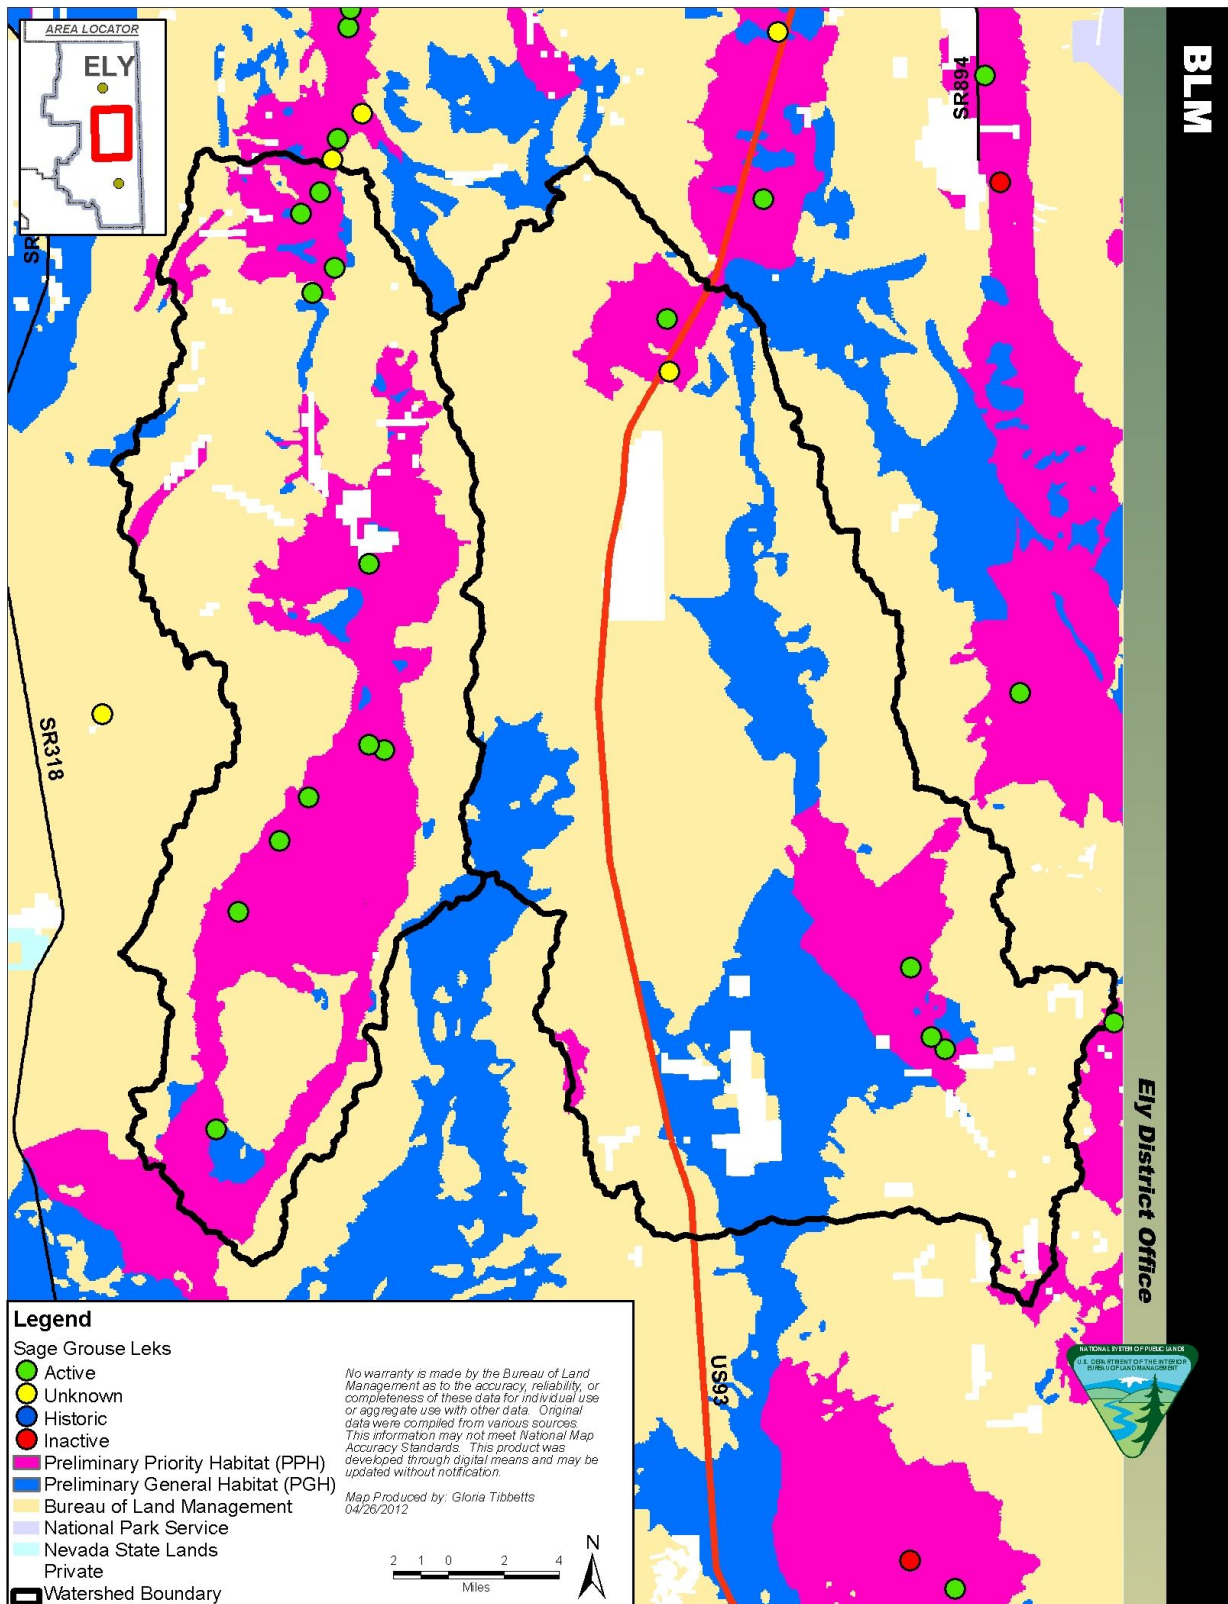 AREA LOCATOR
ELY
SR
SR894
BLM
SR318
Ely District Office
NATIONAL SYSTEM OF PUBLIC LANDS
U.S. DEPARTMENT OF THE INTERIOR
BUREAU OF LAND MANAGEMENT
US93
Legend
Sage Grouse Leks
Active
Unknown
Historic
Inactive
Preliminary Priority Habitat (PPH)
Preliminary General Habitat (PGH)
Bureau of Land Management
National Park Service
Nevada State Lands
Private
Watershed Boundary
No warranty is made by the Bureau of Land
Management as to the accuracy, reliability, or
completeness of these data for individual use
or aggregate use with other data. Original
data were compiled from various sources.
This information may not meet National Map
Accuracy Standards. This product was
developed through digital means and may be
updated without notification.
Map Produced by: Gloria Tibbetts
04/26/2012
2 1 0 2 4
Miles
N